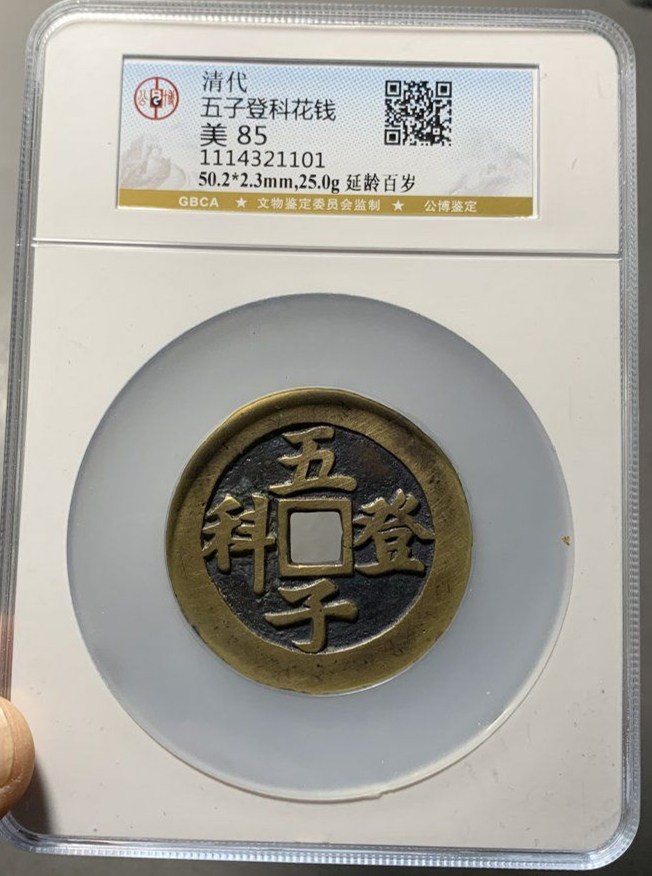 清代
五子登科花钱
美 85
1114321101
50.2*2.3mm,25.0g 延龄百岁
GBCA ★ 文物鉴定委员会监制 ★ 公博鉴定
公博
五子登科